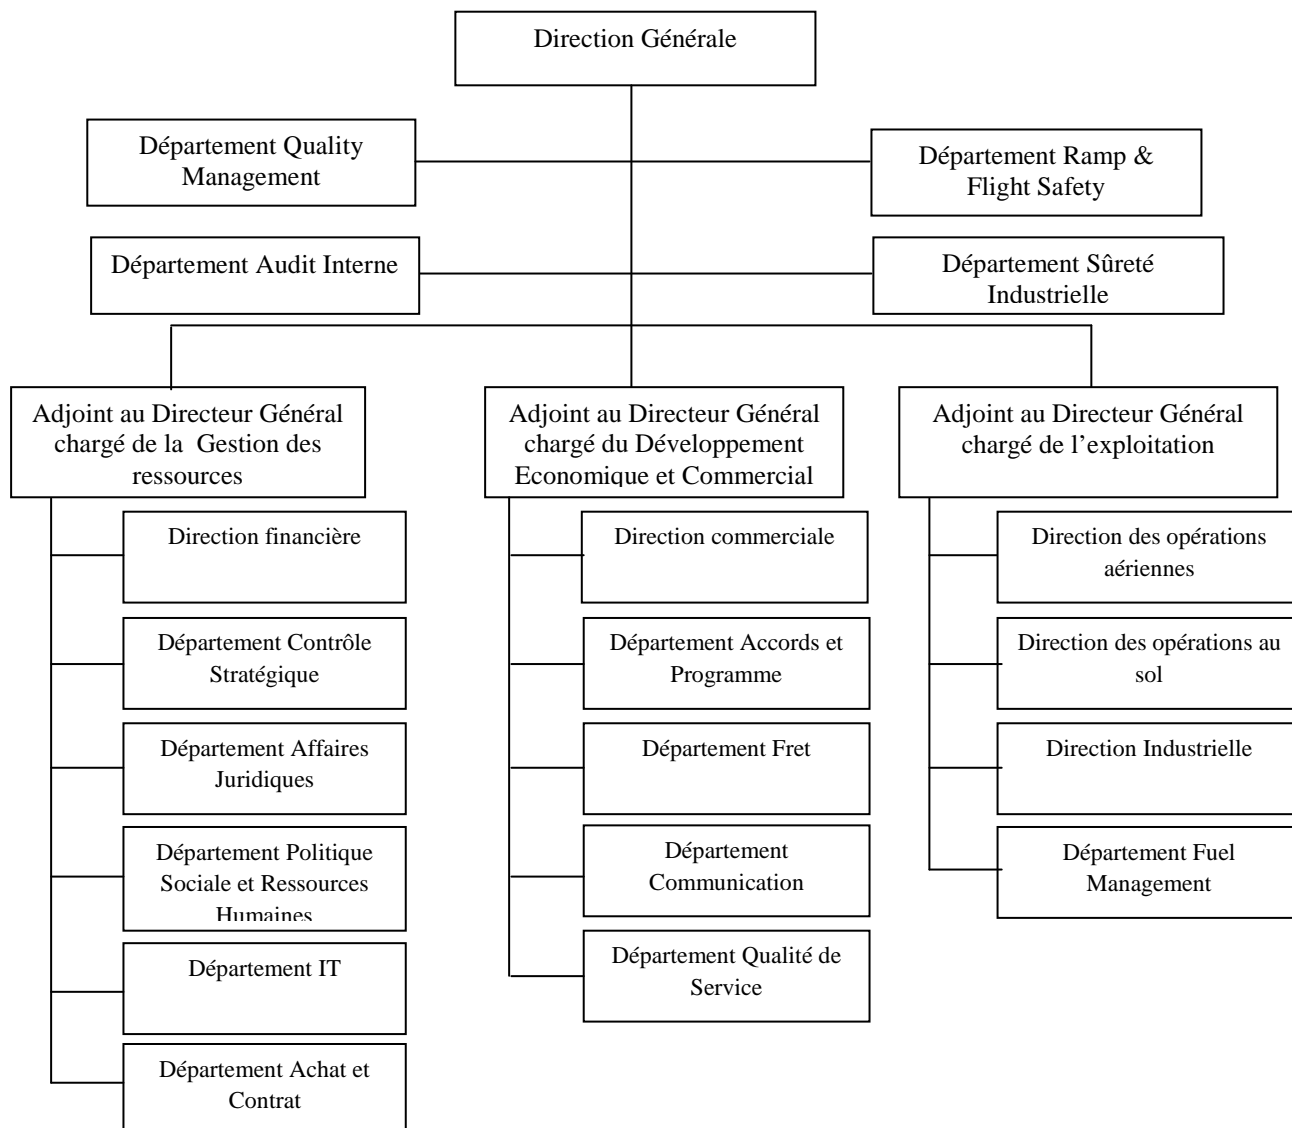 Direction Générale
Département Quality
Management
Département Ramp &
Flight Safety
Département Audit Interne
Département Sûreté
Industrielle
Adjoint au Directeur Général
chargé de la Gestion des
ressources
Adjoint au Directeur Général
chargé du Développement
Economique et Commercial
Adjoint au Directeur Général
chargé de l’exploitation
Direction financière
Département Contrôle
Stratégique
Département Affaires
Juridiques
Département Politique
Sociale et Ressources
Humaines
Département IT
Département Achat et
Contrat
Direction commerciale
Département Accords et
Programme
Département Fret
Département
Communication
Département Qualité de
Service
Direction des opérations
aériennes
Direction des opérations au
sol
Direction Industrielle
Département Fuel
Management